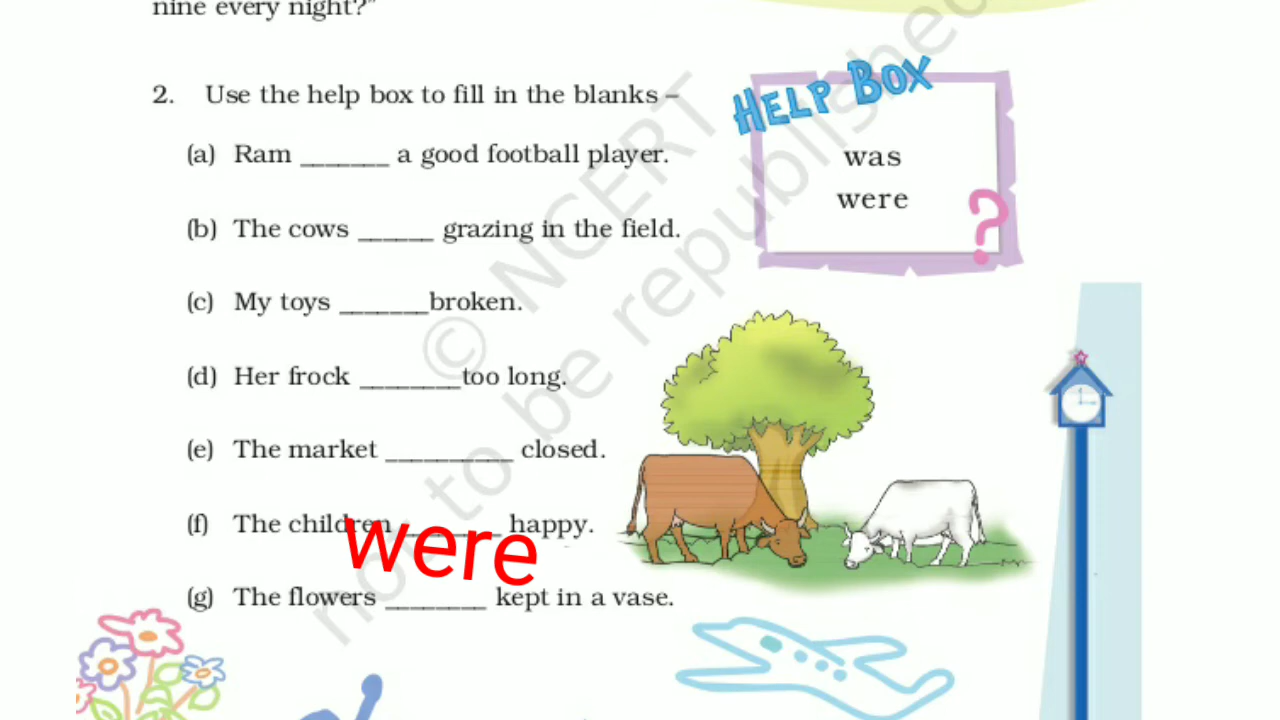 nine every night?"
2. Use the help box to fill in the blanks –
HELP BOX
was
were
(a) Ram _______ a good football player.
(b) The cows ______ grazing in the field.
(c) My toys _______broken.
(d) Her frock ________too long.
(e) The market __________ closed.
(f) The children ________ happy.
were
(g) The flowers ________ kept in a vase.
?
© NCERT
not to be republished